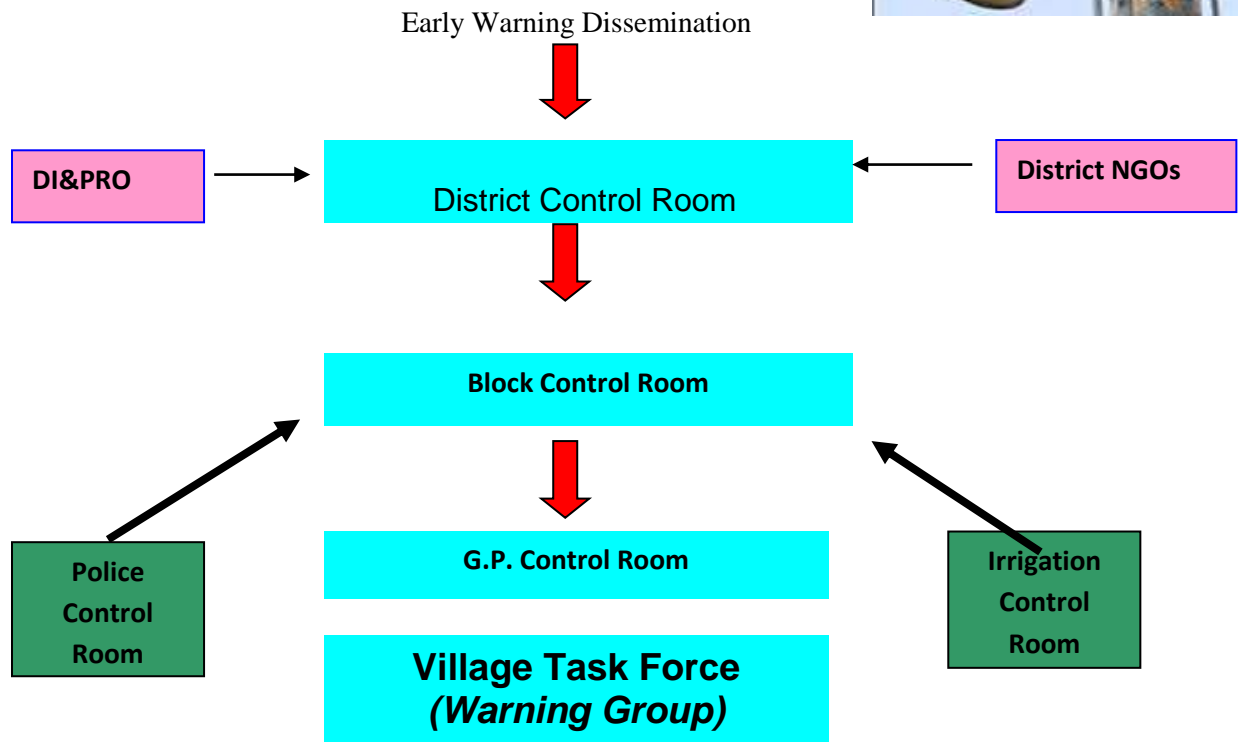 Early Warning Dissemination
DI&PRO
District NGOs
District Control Room
Block Control Room
Police
Control
Room
G.P. Control Room
Irrigation
Control
Room
Village Task Force
(Warning Group)